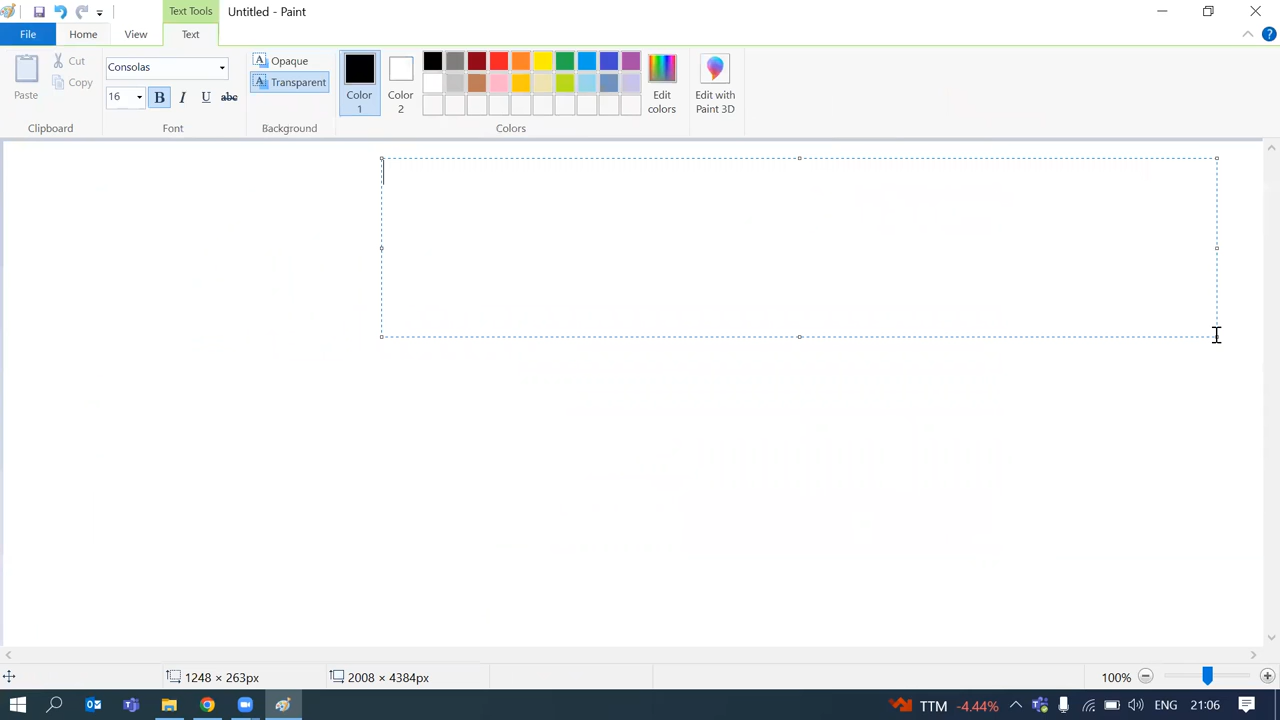 Text Tools
Untitled - Paint
File
Home
View
Text
Paste
Cut
Copy
Clipboard
Consolas
16
B
I
U
abc
Font
A Opaque
A Transparent
Background
Color 1
Color 2
Edit colors
Colors
Edit with Paint 3D
1248 × 263px
2008 × 4384px
100%
TTM -4.44%
ENG
21:06